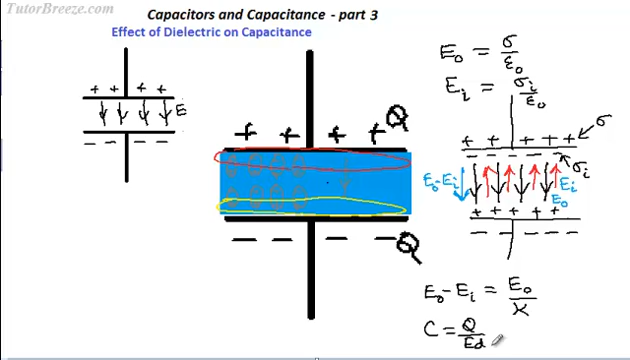 TutorBreeze.com
Capacitors and Capacitance - part 3
Effect of Dielectric on Capacitance
+ + + +
E
- - - -
+ + + + Q
- - - - Q
E₀ = σ/ε₀
Eᵢ = σᵢ/ε₀
+ + + + + σ
- - - - - σᵢ
E₀-Eᵢ
Eᵢ
E₀
+ + + + +
- - - - -
E₀ - Eᵢ = E₀/K
C = Q/Ed